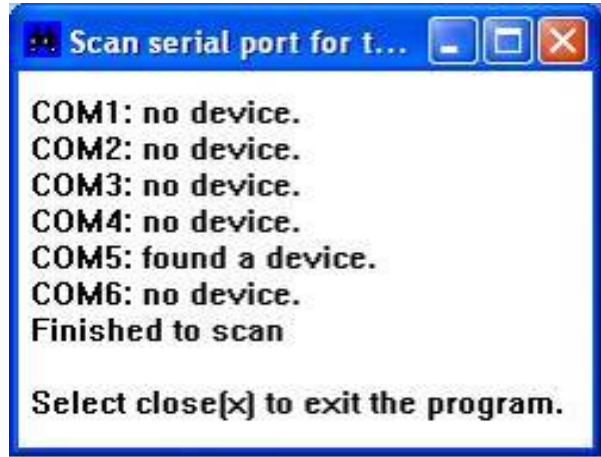 Scan serial port for t...
COM1: no device.
COM2: no device.
COM3: no device.
COM4: no device.
COM5: found a device.
COM6: no device.
Finished to scan
Select close(x) to exit the program.